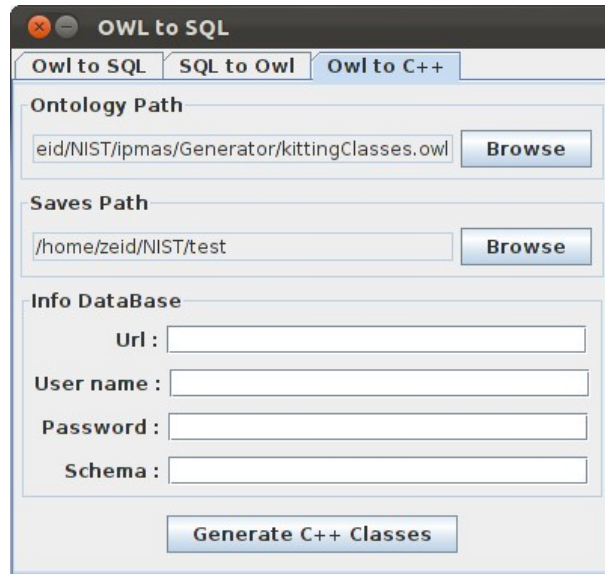 OWL to SQL
Owl to SQL SQL to Owl Owl to C++
Ontology Path
eid/NIST/ipmas/Generator/kittingClasses.owl Browse
Saves Path
/home/zeid/NIST/test Browse
Info DataBase
Url :
User name :
Password :
Schema :
Generate C++ Classes